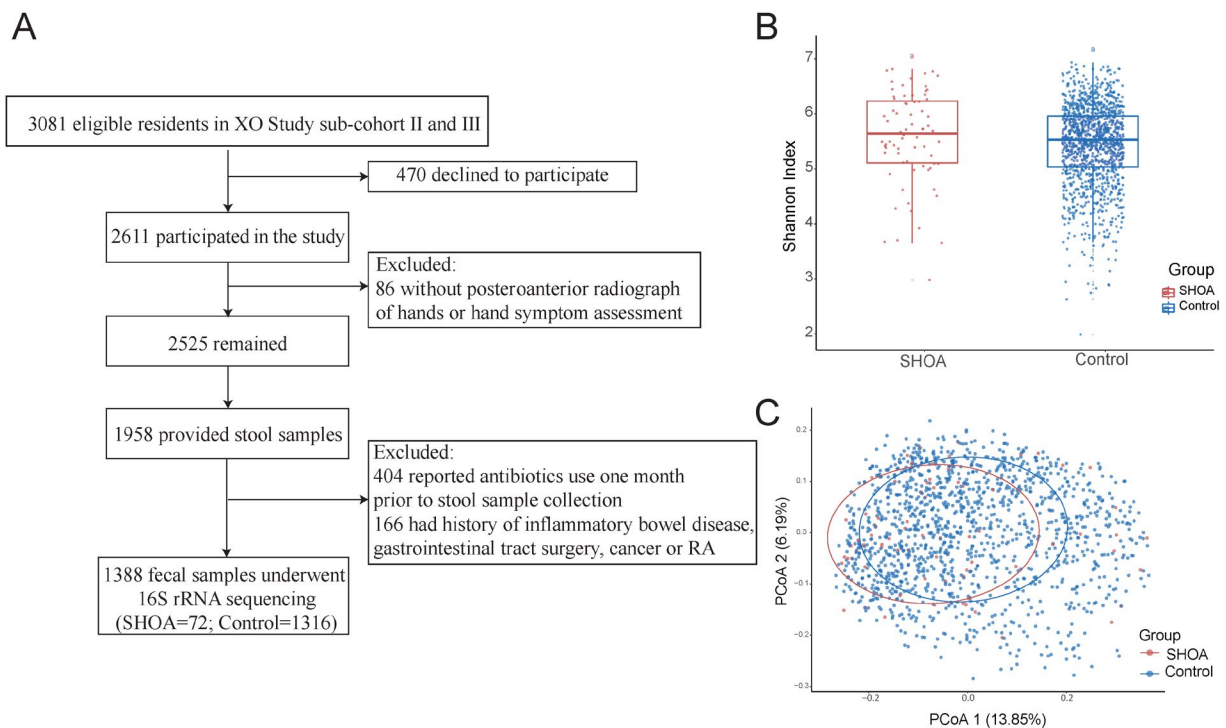 A
3081 eligible residents in XO Study sub-cohort II and III
470 declined to participate
2611 participated in the study
Excluded:
86 without posteroanterior radiograph
of hands or hand symptom assessment
2525 remained
1958 provided stool samples
Excluded:
404 reported antibiotics use one month
prior to stool sample collection
166 had history of inflammatory bowel disease,
gastrointestinal tract surgery, cancer or RA
1388 fecal samples underwent
16S rRNA sequencing
(SHOA=72; Control=1316)
B
Shannon Index
7
6
5
4
3
2
a
a
Group
a SHOA
a Control
SHOA
Control
C
PCoA 2 (6.19%)
0.2
0.1
0.0
−0.1
−0.2
−0.3
−0.2
0.0
0.2
PCoA 1 (13.85%)
Group
SHOA
Control